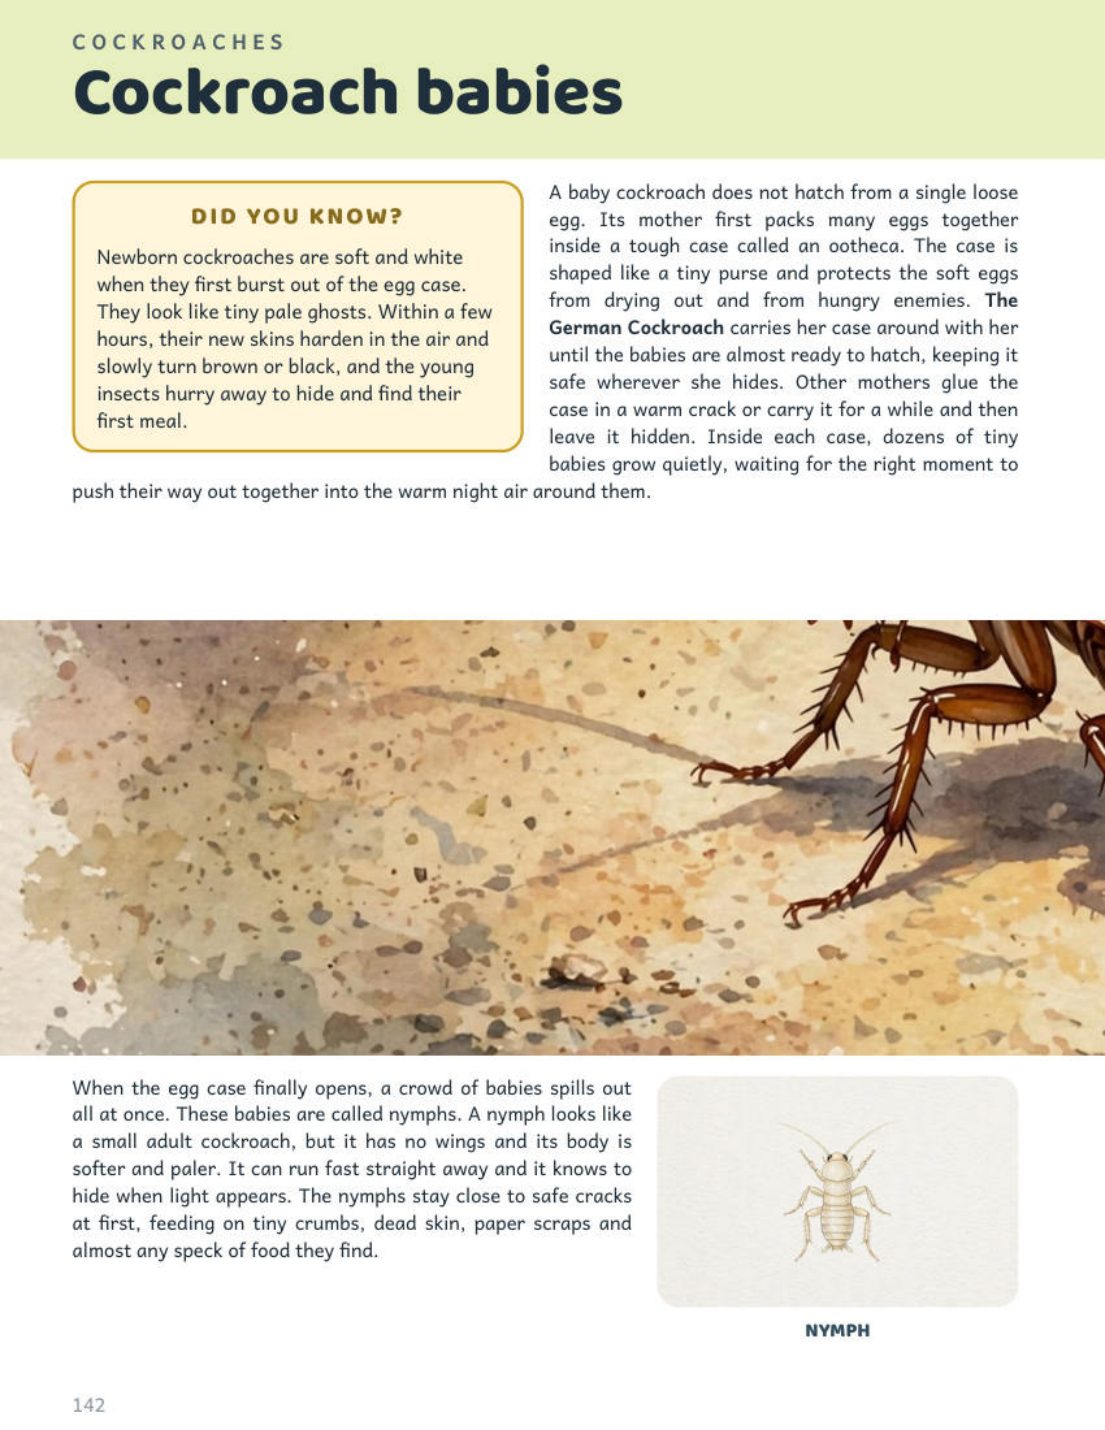 COCKROACHES
Cockroach babies
DID YOU KNOW?
Newborn cockroaches are soft and white
when they first burst out of the egg case.
They look like tiny pale ghosts. Within a few
hours, their new skins harden in the air and
slowly turn brown or black, and the young
insects hurry away to hide and find their
first meal.
A baby cockroach does not hatch from a single loose
egg. Its mother first packs many eggs together
inside a tough case called an ootheca. The case is
shaped like a tiny purse and protects the soft eggs
from drying out and from hungry enemies. The
German Cockroach carries her case around with her
until the babies are almost ready to hatch, keeping it
safe wherever she hides. Other mothers glue the
case in a warm crack or carry it for a while and then
leave it hidden. Inside each case, dozens of tiny
babies grow quietly, waiting for the right moment to
push their way out together into the warm night air around them.
When the egg case finally opens, a crowd of babies spills out
all at once. These babies are called nymphs. A nymph looks like
a small adult cockroach, but it has no wings and its body is
softer and paler. It can run fast straight away and it knows to
hide when light appears. The nymphs stay close to safe cracks
at first, feeding on tiny crumbs, dead skin, paper scraps and
almost any speck of food they find.
NYMPH
142